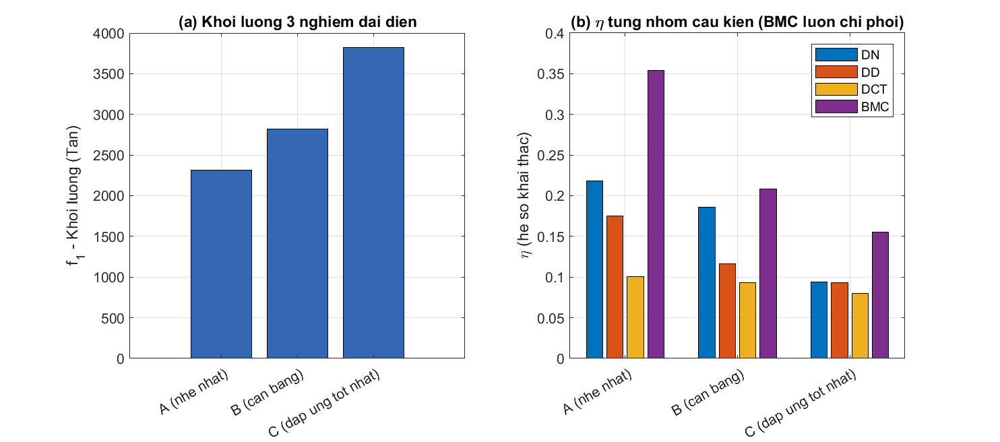 (a) Khoi luong 3 nghiem dai dien
4000
3500
3000
2500
2000
1500
1000
500
0
f1 - Khoi luong (Tan)
A (nhe nhat)
B (can bang)
C (dap ung tot nhat)
(b) η tung nhom cau kien (BMC luon chi phoi)
0.4
0.35
0.3
0.25
0.2
0.15
0.1
0.05
0
η (he so khai thac)
DN
DD
DCT
BMC
A (nhe nhat)
B (can bang)
C (dap ung tot nhat)